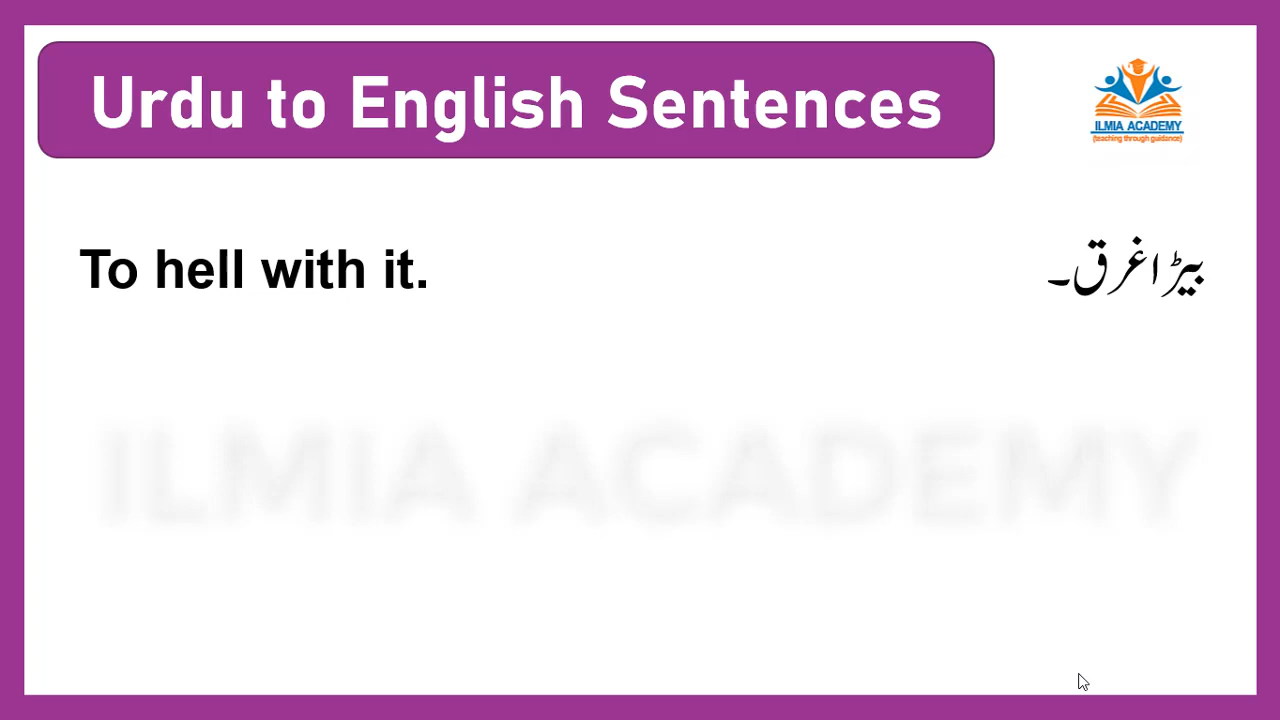 Urdu to English Sentences
ILMIA ACADEMY
(teaching through guidance)
To hell with it.
بیڑا غرق۔
ILMIA ACADEMY